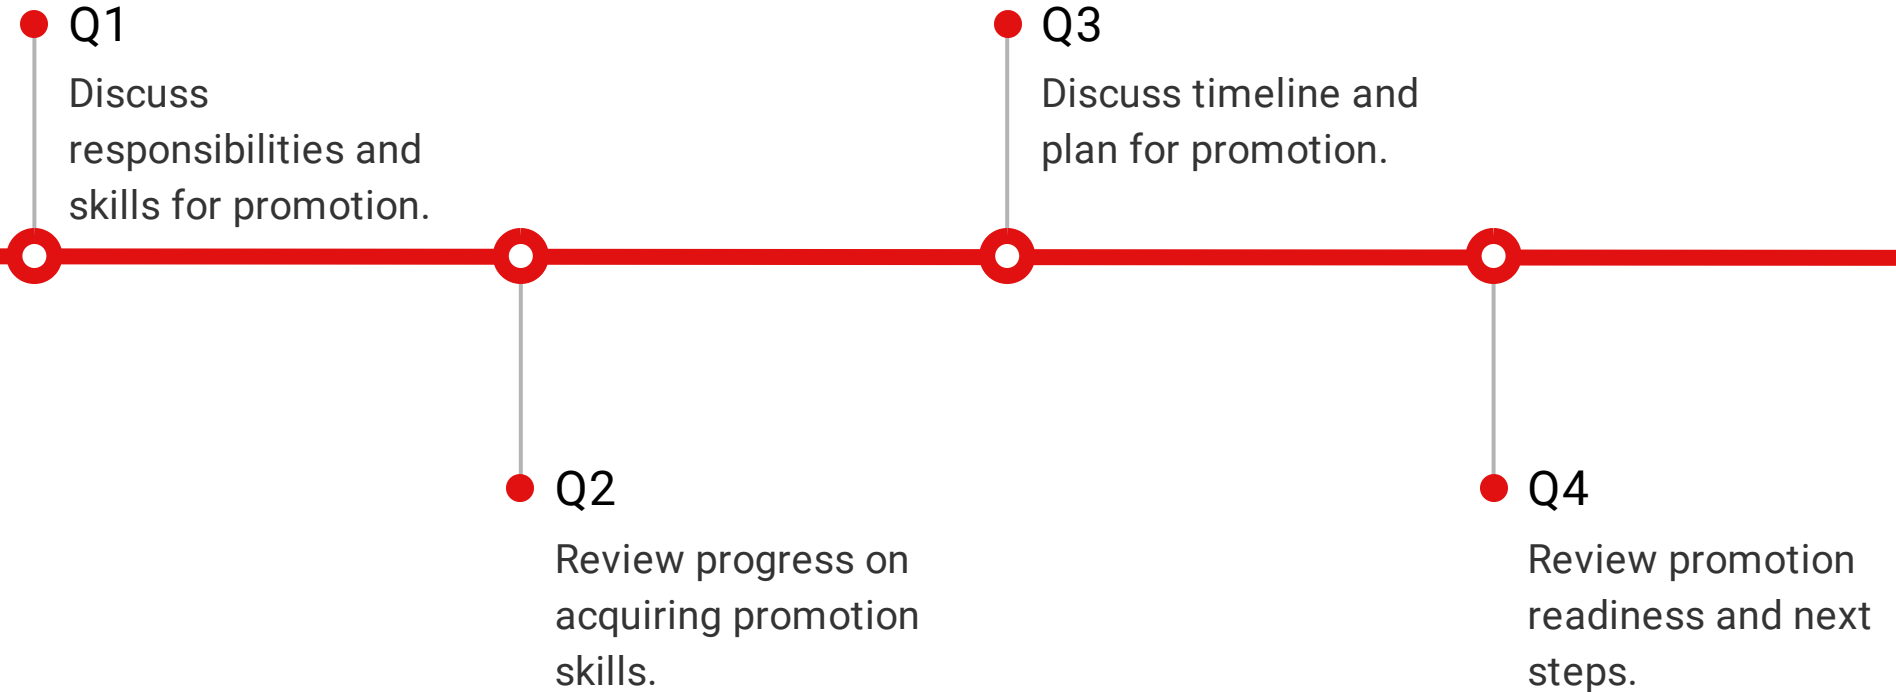 Q1
Discuss
responsibilities and
skills for promotion.
Q2
Review progress on
acquiring promotion
skills.
Q3
Discuss timeline and
plan for promotion.
Q4
Review promotion
readiness and next
steps.